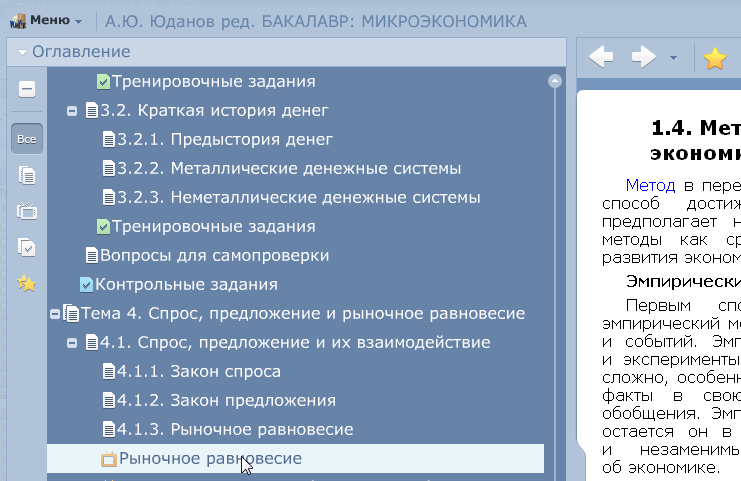 Меню
А.Ю. Юданов ред. БАКАЛАВР: МИКРОЭКОНОМИКА
Оглавление
Все
Тренировочные задания
3.2. Краткая история денег
3.2.1. Предыстория денег
3.2.2. Металлические денежные системы
3.2.3. Неметаллические денежные системы
Тренировочные задания
Вопросы для самопроверки
Контрольные задания
Тема 4. Спрос, предложение и рыночное равновесие
4.1. Спрос, предложение и их взаимодействие
4.1.1. Закон спроса
4.1.2. Закон предложения
4.1.3. Рыночное равновесие
Рыночное равновесие
1.4. Мет
эконом
Метод в пере
способ достиж
предполагает н
методы как ср
развития эконом
Эмпирически
Первым спо
эмпирический ме
и событий. Эмп
и эксперименты
сложно, особенн
факты в свою
обобщения. Эмп
остается он в
и незаменимы
об экономике.